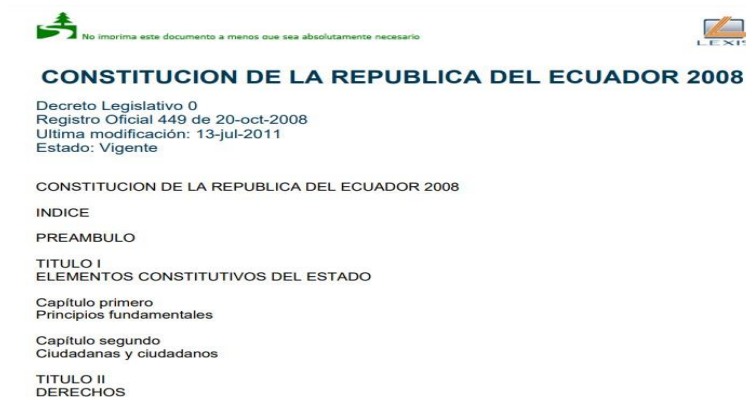 No imprima este documento a menos que sea absolutamente necesario
LEXIS
CONSTITUCION DE LA REPUBLICA DEL ECUADOR 2008
Decreto Legislativo 0
Registro Oficial 449 de 20-oct-2008
Ultima modificación: 13-jul-2011
Estado: Vigente
CONSTITUCION DE LA REPUBLICA DEL ECUADOR 2008
INDICE
PREAMBULO
TITULO I
ELEMENTOS CONSTITUTIVOS DEL ESTADO
Capítulo primero
Principios fundamentales
Capítulo segundo
Ciudadanas y ciudadanos
TITULO II
DERECHOS